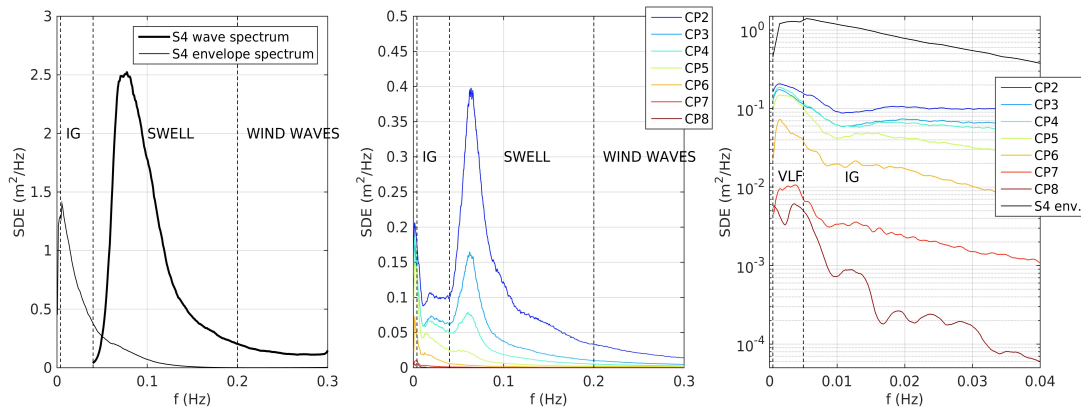 3
2.5
2
1.5
1
0.5
0
SDE (m²/Hz)
S4 wave spectrum
S4 envelope spectrum
IG
SWELL
WIND WAVES
0
0.1
0.2
0.3
f (Hz)
0.5
0.45
0.4
0.35
0.3
0.25
0.2
0.15
0.1
0.05
0
SDE (m²/Hz)
CP2
CP3
CP4
CP5
CP6
CP7
CP8
IG
SWELL
WIND WAVES
0
0.1
0.2
0.3
f (Hz)
10⁰
10⁻¹
10⁻²
10⁻³
10⁻⁴
SDE (m²/Hz)
CP2
CP3
CP4
CP5
CP6
CP7
CP8
S4 env.
VLF
IG
0
0.01
0.02
0.03
0.04
f (Hz)